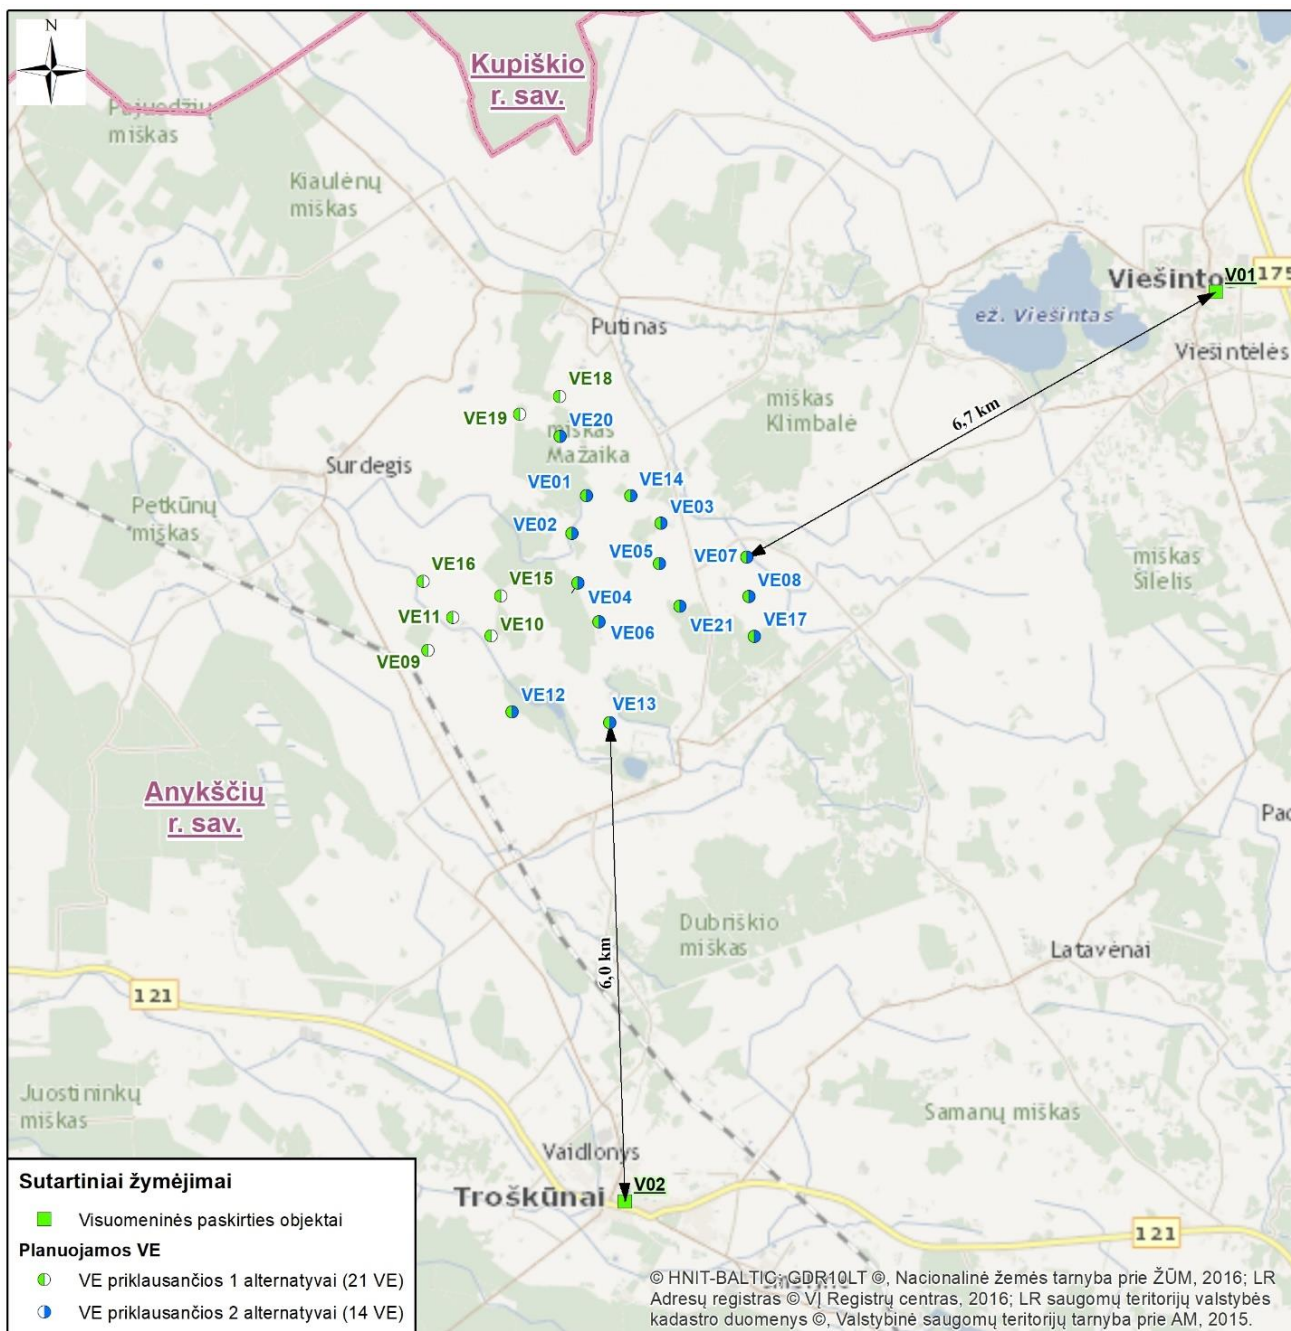 N
Kupiškio
r. sav.
Pajuodžių
miškas
Kiaulėnų
miškas
Viešinto
V01
175
ež. Viešintas
Viešintėlės
Putinas
VE18
miškas
Klimbalė
6,7 km
VE19
VE20
miškas
Mažaika
Surdegis
VE01
VE14
Petkūnų
miškas
VE02
VE03
VE05
VE07
miškas
Šilelis
VE16
VE15
VE04
VE08
VE11
VE10
VE06
VE21
VE17
VE09
VE12
VE13
Anykščių
r. sav.
Dubriškio
miškas
Latavėnai
6,0 km
121
Juostininkų
miškas
Samanų miškas
Vaidlonys
Troškūnai
V02
121
Sutartiniai žymėjimai
Visuomeninės paskirties objektai
Planuojamos VE
VE priklausančios 1 alternatyvai (21 VE)
VE priklausančios 2 alternatyvai (14 VE)
© HNIT-BALTIC; GDR10LT ©, Nacionalinė žemės tarnyba prie ŽŪM, 2016; LR
Adresų registras © VĮ Registrų centras, 2016; LR saugomų teritorijų valstybės
kadastro duomenys ©, Valstybinė saugomų teritorijų tarnyba prie AM, 2015.